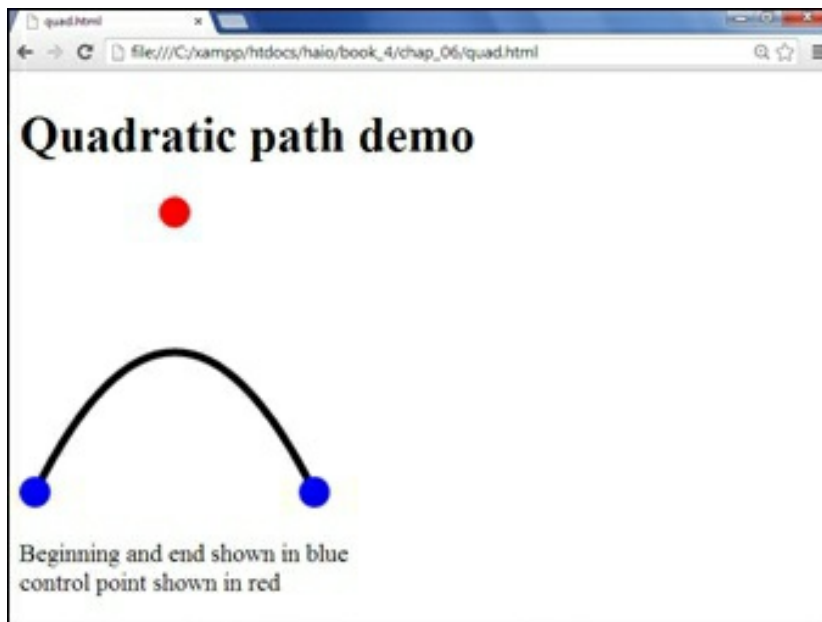 quad.html
file:///C:/xampp/htdocs/haio/book_4/chap_06/quad.html
Quadratic path demo
Beginning and end shown in blue
control point shown in red